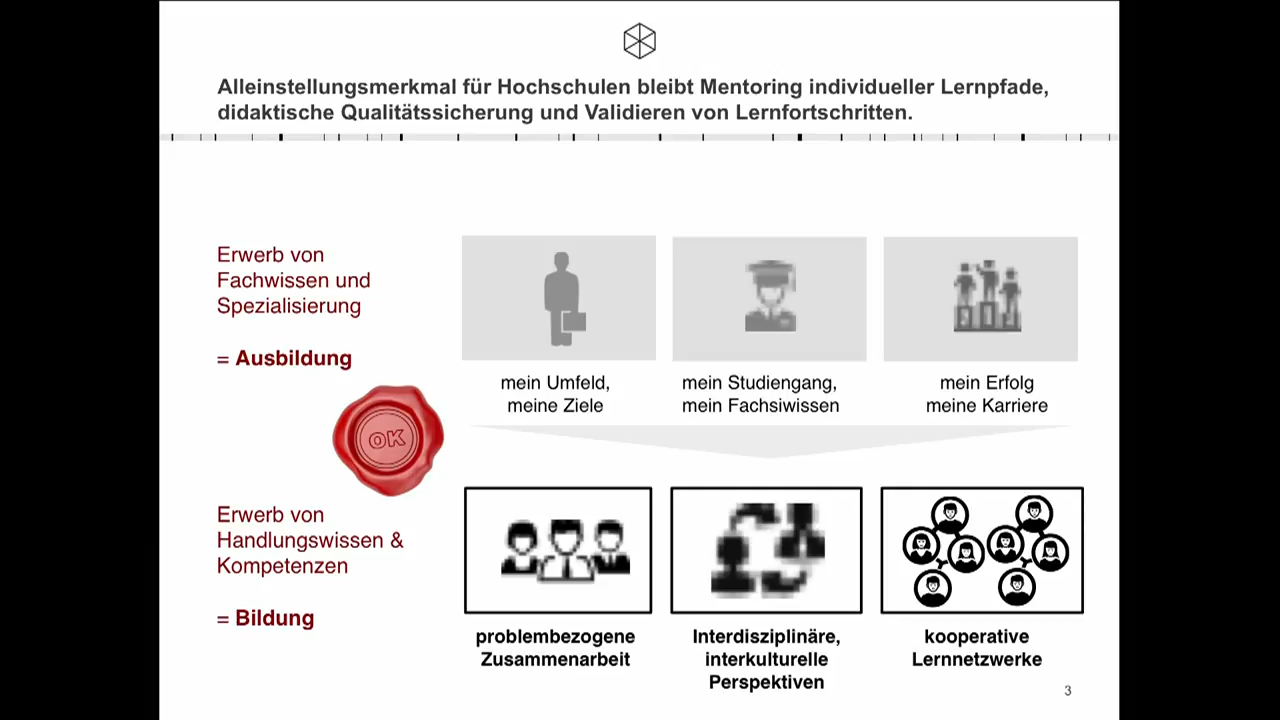 Alleinstellungsmerkmal für Hochschulen bleibt Mentoring individueller Lernpfade,
didaktische Qualitätssicherung und Validieren von Lernfortschritten.
Erwerb von
Fachwissen und
Spezialisierung
= Ausbildung
mein Umfeld,
meine Ziele
mein Studiengang,
mein Fachsiwissen
mein Erfolg
meine Karriere
OK
Erwerb von
Handlungswissen &
Kompetenzen
= Bildung
problembezogene
Zusammenarbeit
Interdisziplinäre,
interkulturelle
Perspektiven
kooperative
Lernnetzwerke
3